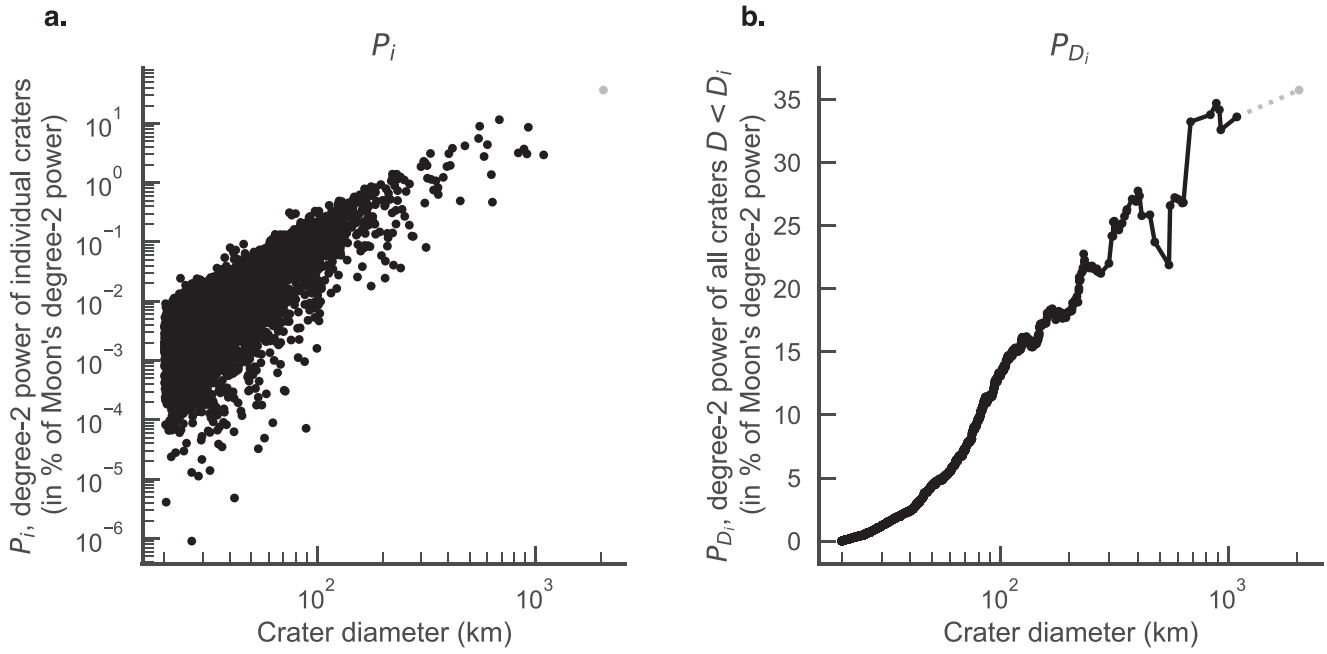 a.
P_i
P_i, degree-2 power of individual craters
(in % of Moon's degree-2 power)
10^1
10^0
10^−1
10^−2
10^−3
10^−4
10^−5
10^−6
10^2
10^3
Crater diameter (km)
b.
P_{D_i}
P_{D_i}, degree-2 power of all craters D < D_i
(in % of Moon's degree-2 power)
35
30
25
20
15
10
5
0
10^2
10^3
Crater diameter (km)